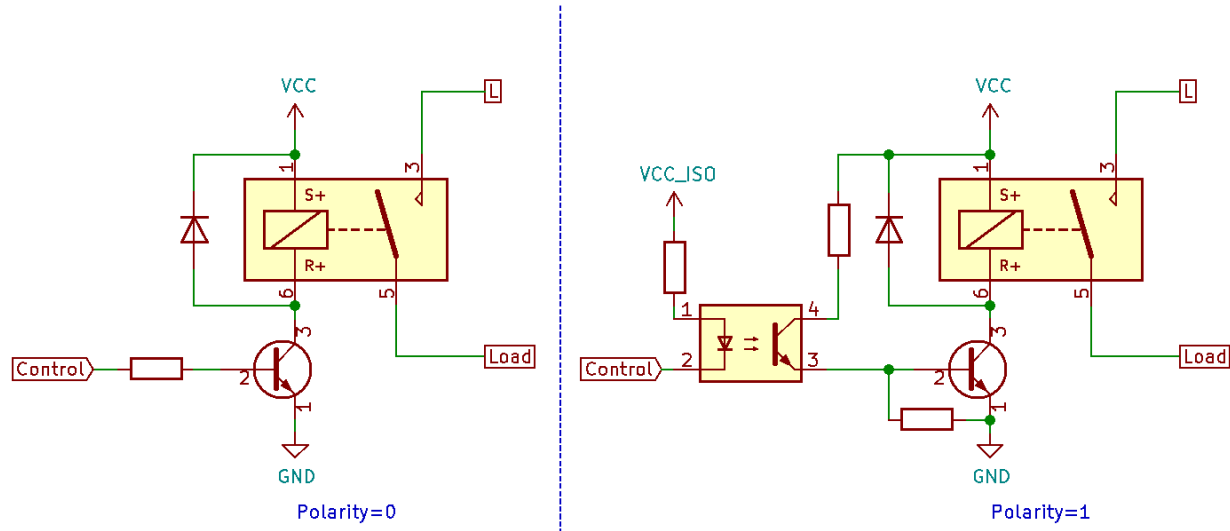 VCC
L
1
3
S+
R+
6
5
3
Control
2
Load
1
GND
Polarity=0
VCC
L
VCC_ISO
1
3
S+
R+
6
5
1
4
3
Control
2
3
2
Load
1
GND
Polarity=1